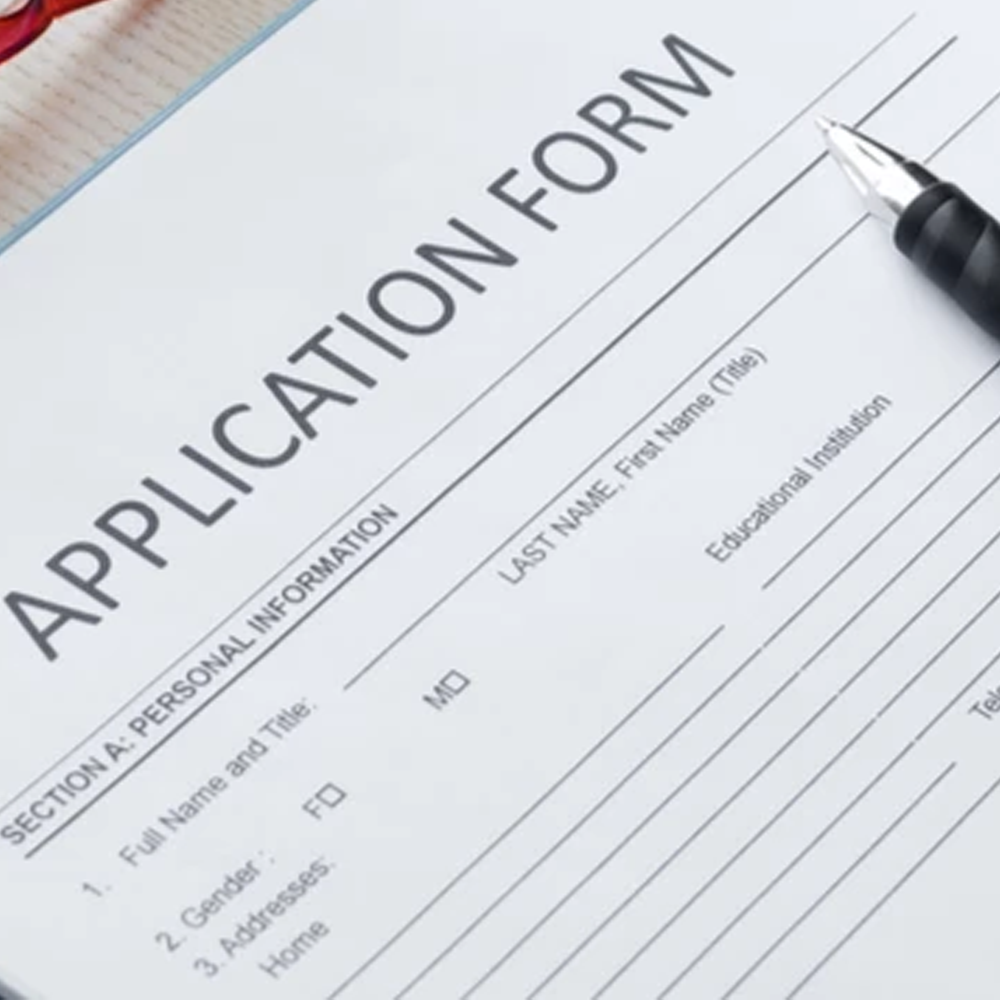 APPLICATION FORM
SECTION A: PERSONAL INFORMATION
1. Full Name and Title:
LAST NAME, First Name (Title)
2. Gender : F☐ M☐
3. Addresses:
Home
Educational Institution